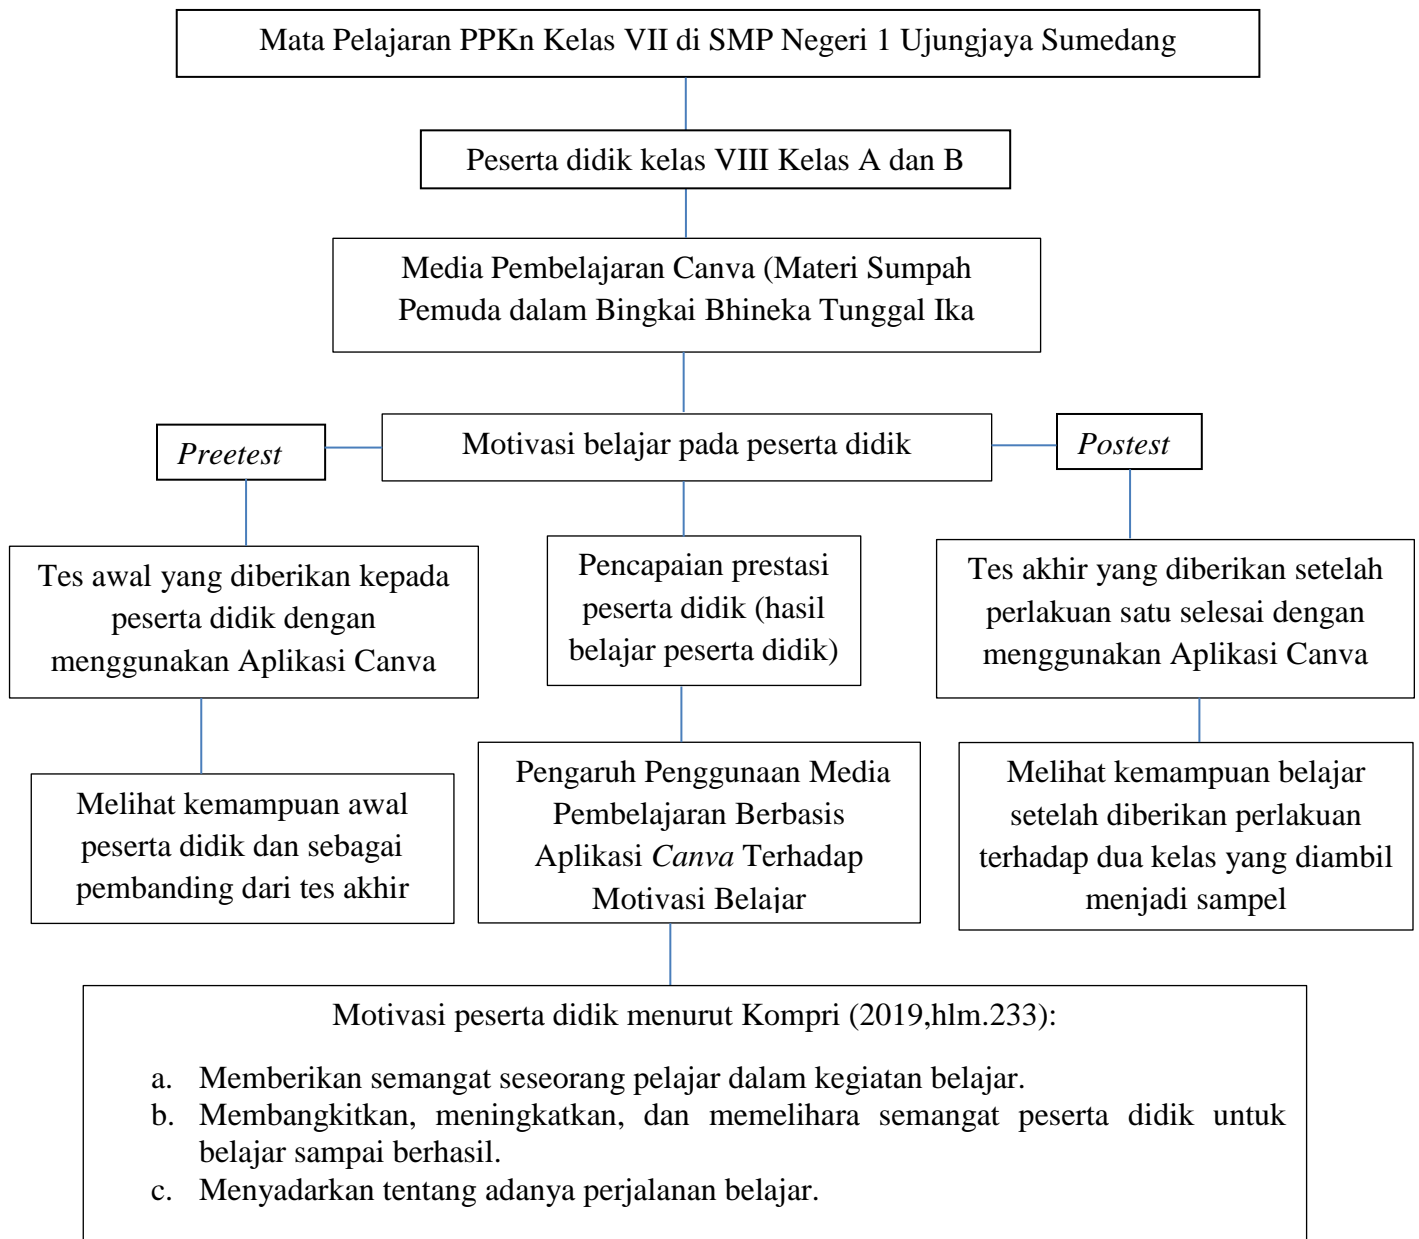 Mata Pelajaran PPKn Kelas VII di SMP Negeri 1 Ujungjaya Sumedang
Peserta didik kelas VIII Kelas A dan B
Media Pembelajaran Canva (Materi Sumpah
Pemuda dalam Bingkai Bhineka Tunggal Ika
Preetest
Motivasi belajar pada peserta didik
Postest
Tes awal yang diberikan kepada
peserta didik dengan
menggunakan Aplikasi Canva
Pencapaian prestasi
peserta didik (hasil
belajar peserta didik)
Tes akhir yang diberikan setelah
perlakuan satu selesai dengan
menggunakan Aplikasi Canva
Melihat kemampuan awal
peserta didik dan sebagai
pembanding dari tes akhir
Pengaruh Penggunaan Media
Pembelajaran Berbasis
Aplikasi Canva Terhadap
Motivasi Belajar
Melihat kemampuan belajar
setelah diberikan perlakuan
terhadap dua kelas yang diambil
menjadi sampel
Motivasi peserta didik menurut Kompri (2019,hlm.233):
a. Memberikan semangat seseorang pelajar dalam kegiatan belajar.
b. Membangkitkan, meningkatkan, dan memelihara semangat peserta didik untuk
belajar sampai berhasil.
c. Menyadarkan tentang adanya perjalanan belajar.